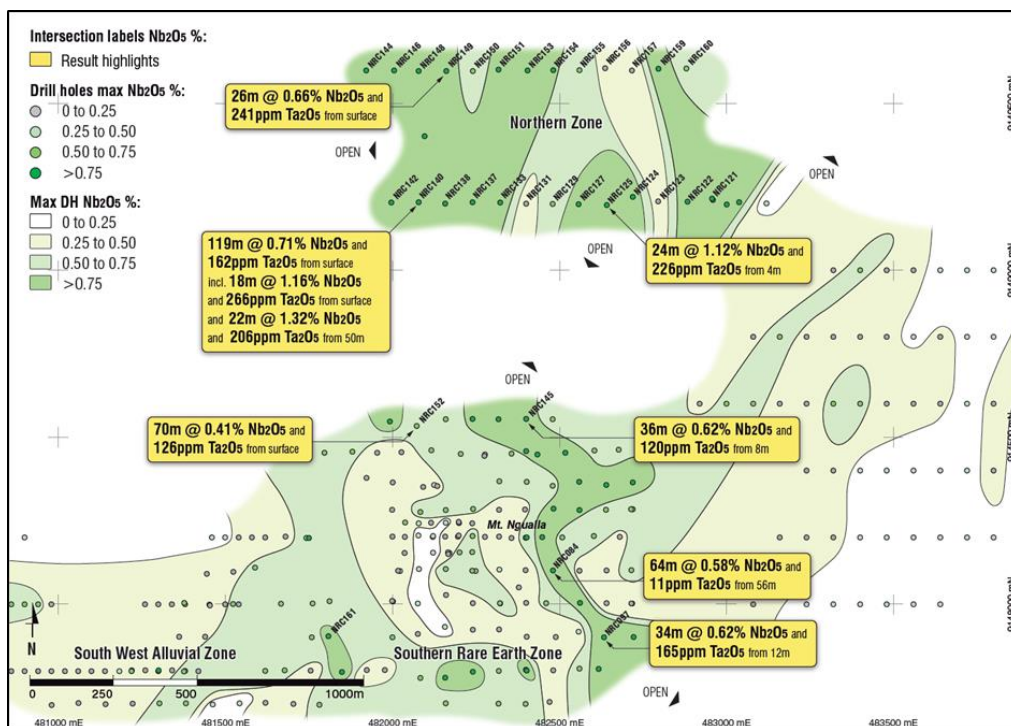 Intersection labels Nb2O5 %:
Result highlights
Drill holes max Nb2O5 %:
0 to 0.25
0.25 to 0.50
0.50 to 0.75
>0.75
Max DH Nb2O5 %:
0 to 0.25
0.25 to 0.50
0.50 to 0.75
>0.75
NRC144
NRC146
NRC148
NRC149
NRC150
NRC151
NRC153
NRC154
NRC155
NRC156
NRC157
NRC159
NRC160
26m @ 0.66% Nb2O5 and
241ppm Ta2O5 from surface
Northern Zone
OPEN
OPEN
NRC142
NRC140
NRC138
NRC137
NRC133
NRC131
NRC129
NRC127
NRC125
NRC124
NRC123
NRC122
NRC121
119m @ 0.71% Nb2O5 and
162ppm Ta2O5 from surface
incl. 18m @ 1.16% Nb2O5
and 266ppm Ta2O5 from surface
and 22m @ 1.32% Nb2O5
and 206ppm Ta2O5 from 50m
OPEN
24m @ 1.12% Nb2O5 and
226ppm Ta2O5 from 4m
OPEN
NRC152
NRC145
70m @ 0.41% Nb2O5 and
126ppm Ta2O5 from surface
36m @ 0.62% Nb2O5 and
120ppm Ta2O5 from 8m
Mt. Ngualla
NRC084
64m @ 0.58% Nb2O5 and
11ppm Ta2O5 from 56m
NRC161
NRC087
34m @ 0.62% Nb2O5 and
165ppm Ta2O5 from 12m
N
South West Alluvial Zone
Southern Rare Earth Zone
OPEN
0 250 500 1000m
481000 mE 481500 mE 482000 mE 482500 mE 483000 mE 483500 mE